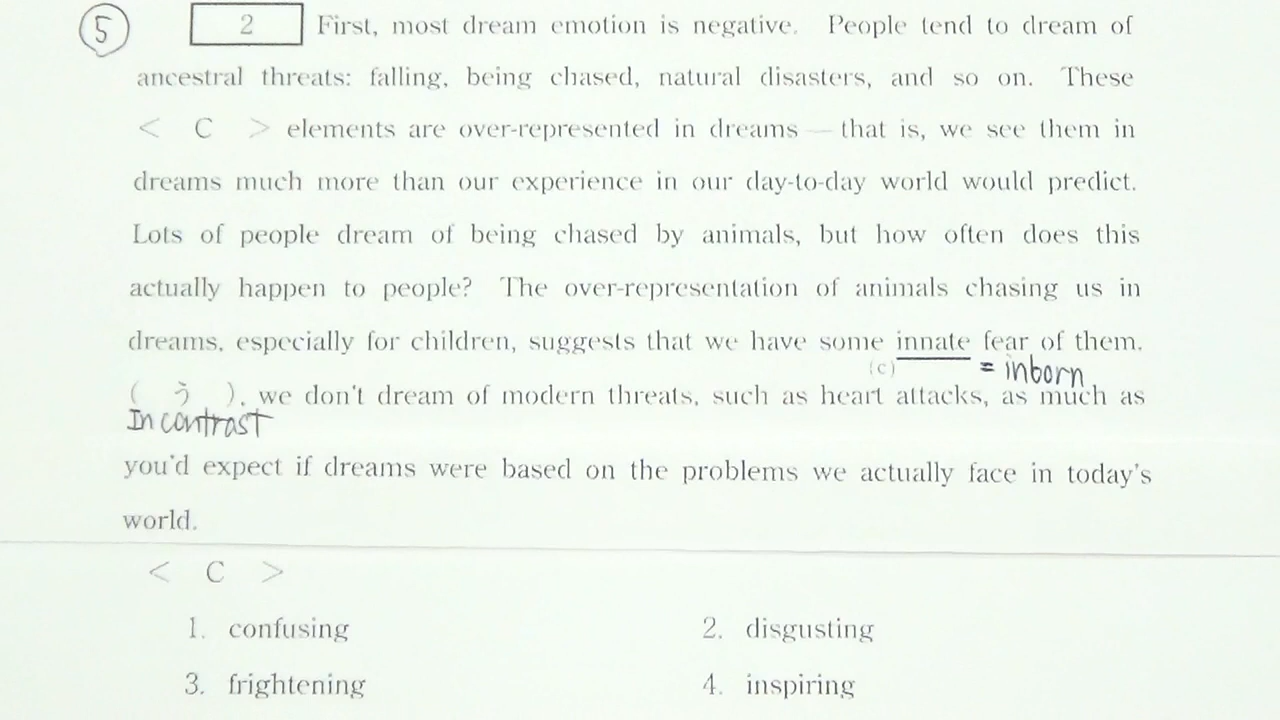 ⑤ 2 First, most dream emotion is negative. People tend to dream of
ancestral threats: falling, being chased, natural disasters, and so on. These
< C > elements are over-represented in dreams — that is, we see them in
dreams much more than our experience in our day-to-day world would predict.
Lots of people dream of being chased by animals, but how often does this
actually happen to people? The over-representation of animals chasing us in
dreams, especially for children, suggests that we have some innate fear of them.
(c) = inborn
( う ), we don't dream of modern threats, such as heart attacks, as much as
In contrast
you'd expect if dreams were based on the problems we actually face in today's
world.
< C >
1. confusing 2. disgusting
3. frightening 4. inspiring